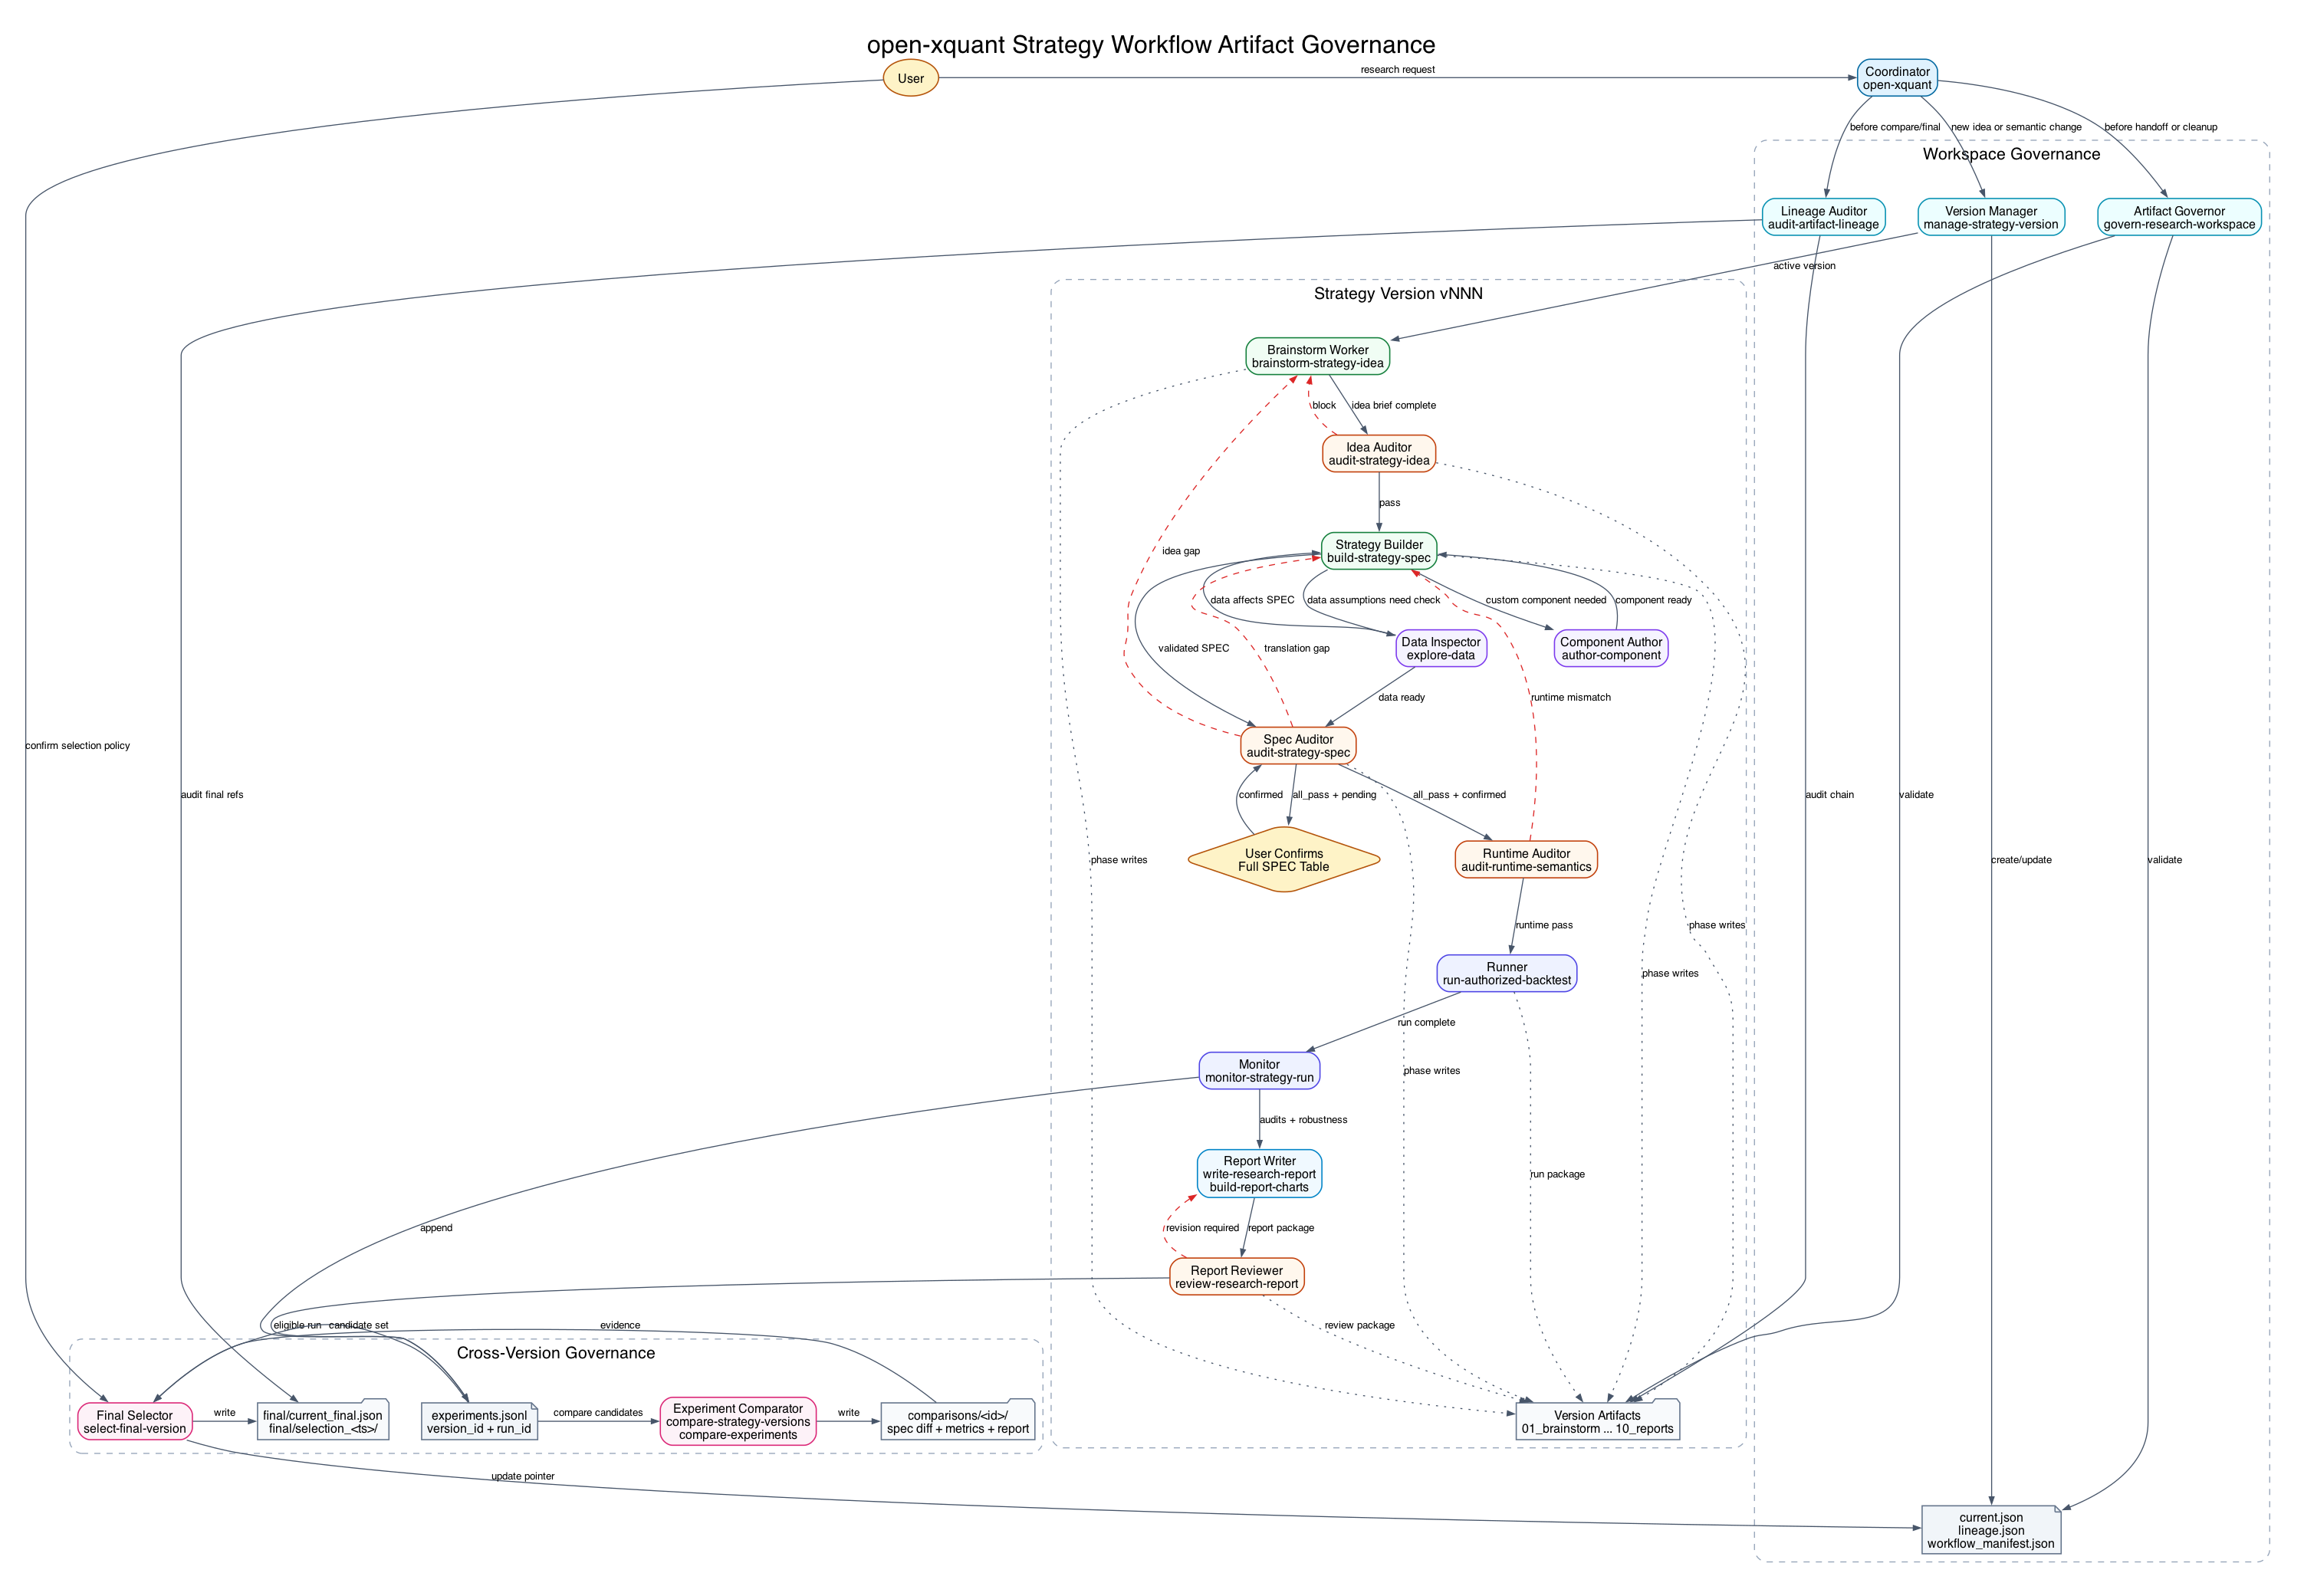 open-xquant Strategy Workflow Artifact Governance
User
research request
Coordinator
open-xquant
before compare/final
new idea or semantic change
before handoff or cleanup
Workspace Governance
Lineage Auditor
audit-artifact-lineage
Version Manager
manage-strategy-version
Artifact Governor
govern-research-workspace
active version
Strategy Version vNNN
Brainstorm Worker
brainstorm-strategy-idea
block
idea brief complete
Idea Auditor
audit-strategy-idea
pass
Strategy Builder
build-strategy-spec
idea gap
data affects SPEC
data assumptions need check
custom component needed
component ready
validated SPEC
translation gap
Data Inspector
explore-data
Component Author
author-component
data ready
runtime mismatch
Spec Auditor
audit-strategy-spec
confirm selection policy
audit final refs
confirmed
all_pass + pending
all_pass + confirmed
audit chain
validate
User Confirms
Full SPEC Table
Runtime Auditor
audit-runtime-semantics
phase writes
create/update
validate
runtime pass
phase writes
Runner
run-authorized-backtest
phase writes
run complete
Monitor
monitor-strategy-run
phase writes
audits + robustness
Report Writer
write-research-report
build-report-charts
run package
append
revision required
report package
Report Reviewer
review-research-report
eligible run
candidate set
evidence
review package
Cross-Version Governance
Final Selector
select-final-version
write
final/current_final.json
final/selection_<ts>/
experiments.jsonl
version_id + run_id
compare candidates
Experiment Comparator
compare-strategy-versions
compare-experiments
write
comparisons/<id>/
spec diff + metrics + report
Version Artifacts
01_brainstorm ... 10_reports
update pointer
current.json
lineage.json
workflow_manifest.json